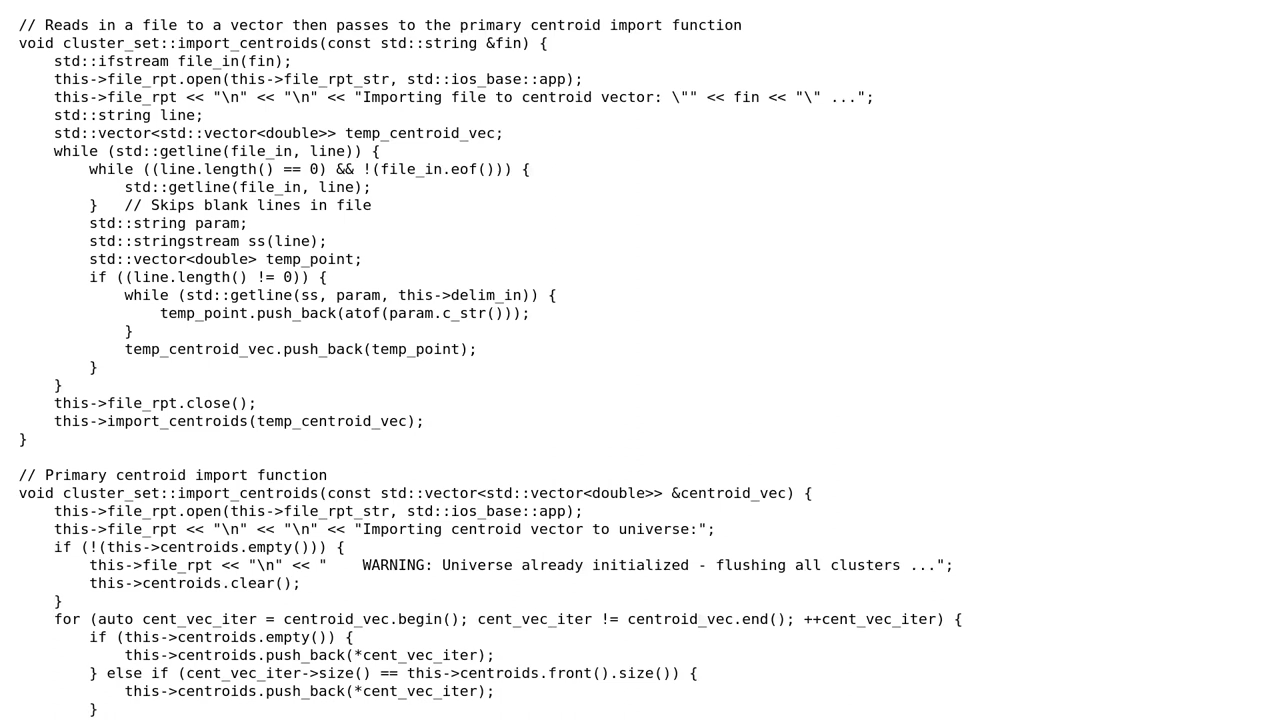 // Reads in a file to a vector then passes to the primary centroid import function
void cluster_set::import_centroids(const std::string &fin) {
    std::ifstream file_in(fin);
    this->file_rpt.open(this->file_rpt_str, std::ios_base::app);
    this->file_rpt << "\n" << "\n" << "Importing file to centroid vector: \"" << fin << "\" ...";
    std::string line;
    std::vector<std::vector<double>> temp_centroid_vec;
    while (std::getline(file_in, line)) {
        while ((line.length() == 0) && !(file_in.eof())) {
            std::getline(file_in, line);
        }   // Skips blank lines in file
        std::string param;
        std::stringstream ss(line);
        std::vector<double> temp_point;
        if ((line.length() != 0)) {
            while (std::getline(ss, param, this->delim_in)) {
                temp_point.push_back(atof(param.c_str()));
            }
            temp_centroid_vec.push_back(temp_point);
        }
    }
    this->file_rpt.close();
    this->import_centroids(temp_centroid_vec);
}

// Primary centroid import function
void cluster_set::import_centroids(const std::vector<std::vector<double>> &centroid_vec) {
    this->file_rpt.open(this->file_rpt_str, std::ios_base::app);
    this->file_rpt << "\n" << "\n" << "Importing centroid vector to universe:";
    if (!(this->centroids.empty())) {
        this->file_rpt << "\n" << "    WARNING: Universe already initialized - flushing all clusters ...";
        this->centroids.clear();
    }
    for (auto cent_vec_iter = centroid_vec.begin(); cent_vec_iter != centroid_vec.end(); ++cent_vec_iter) {
        if (this->centroids.empty()) {
            this->centroids.push_back(*cent_vec_iter);
        } else if (cent_vec_iter->size() == this->centroids.front().size()) {
            this->centroids.push_back(*cent_vec_iter);
        }